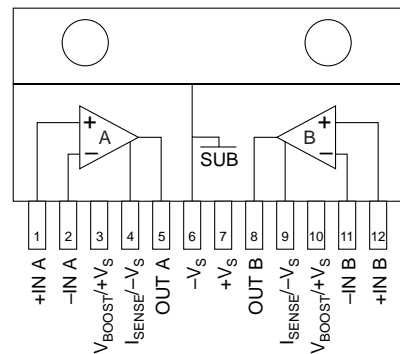 +
−
A
SUB
B
+
−
1
2
3
4
5
6
7
8
9
10
11
12
+IN A
−IN A
VBOOST/+VS
ISENSE/−VS
OUT A
−VS
+VS
OUT B
ISENSE/−VS
VBOOST/+VS
−IN B
+IN B